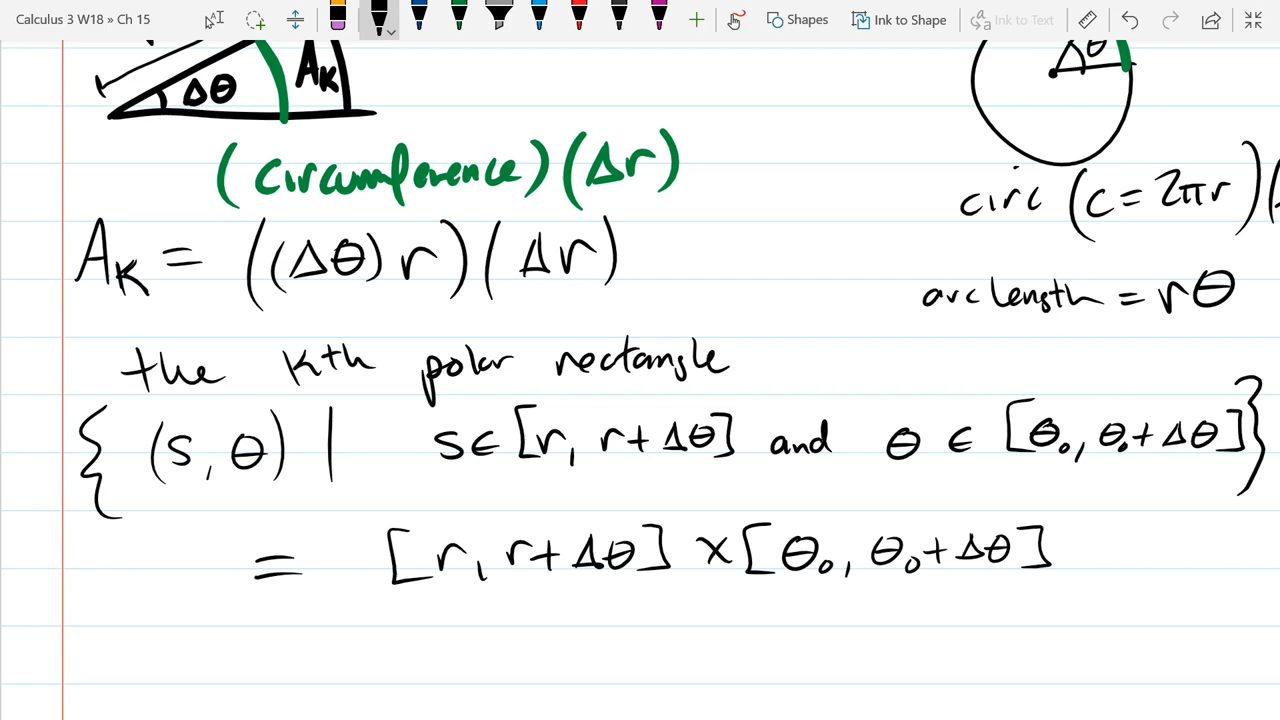 Calculus 3 W18 » Ch 15
Shapes
Ink to Shape
Ink to Text
Δθ
A_K
Δθ
(circumference)(Δr)
circ (c = 2πr)(
A_K = ((Δθ) r)(Δr)
arc length = rθ
the Kth polar rectangle
{(s, θ) | s ∈ [r, r+Δθ] and θ ∈ [θ₀, θ₀+Δθ]}
= [r, r+Δθ] × [θ₀, θ₀+Δθ]